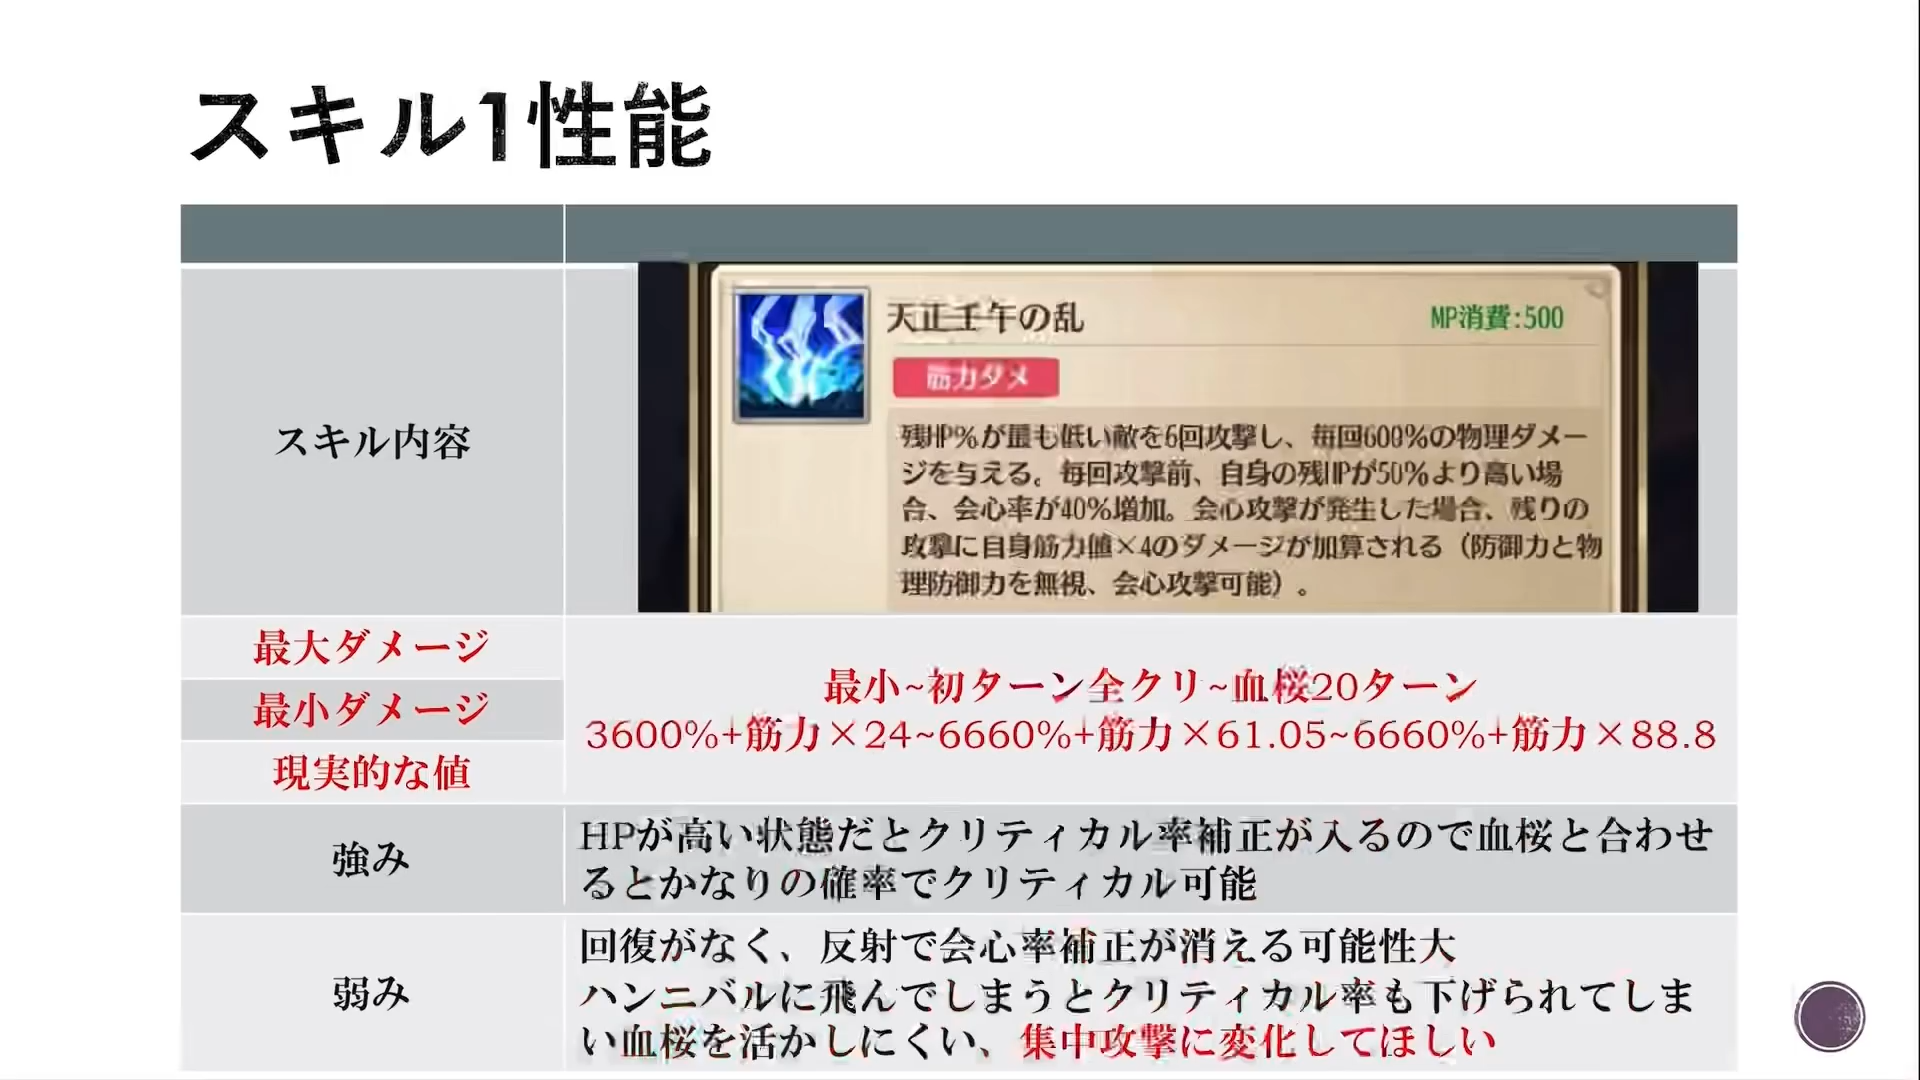 スキル1性能
スキル内容
天正壬午の乱
MP消費:500
筋力ダメ
残HP%が最も低い敵を6回攻撃し、毎回600%の物理ダメー
ジを与える。毎回攻撃前、自身の残HPが50%より高い場
合、会心率が40%増加。会心攻撃が発生した場合、残りの
攻撃に自身筋力値×4のダメージが加算される（防御力と物
理防御力を無視、会心攻撃可能）。
最大ダメージ
最小ダメージ
現実的な値
最小~初ターン全クリ~血桜20ターン
3600%+筋力×24~6660%+筋力×61.05~6660%+筋力×88.8
強み
HPが高い状態だとクリティカル率補正が入るので血桜と合わせ
るとかなりの確率でクリティカル可能
弱み
回復がなく、反射で会心率補正が消える可能性大
ハンニバルに飛んでしまうとクリティカル率も下げられてしま
い血桜を活かしにくい、集中攻撃に変化してほしい